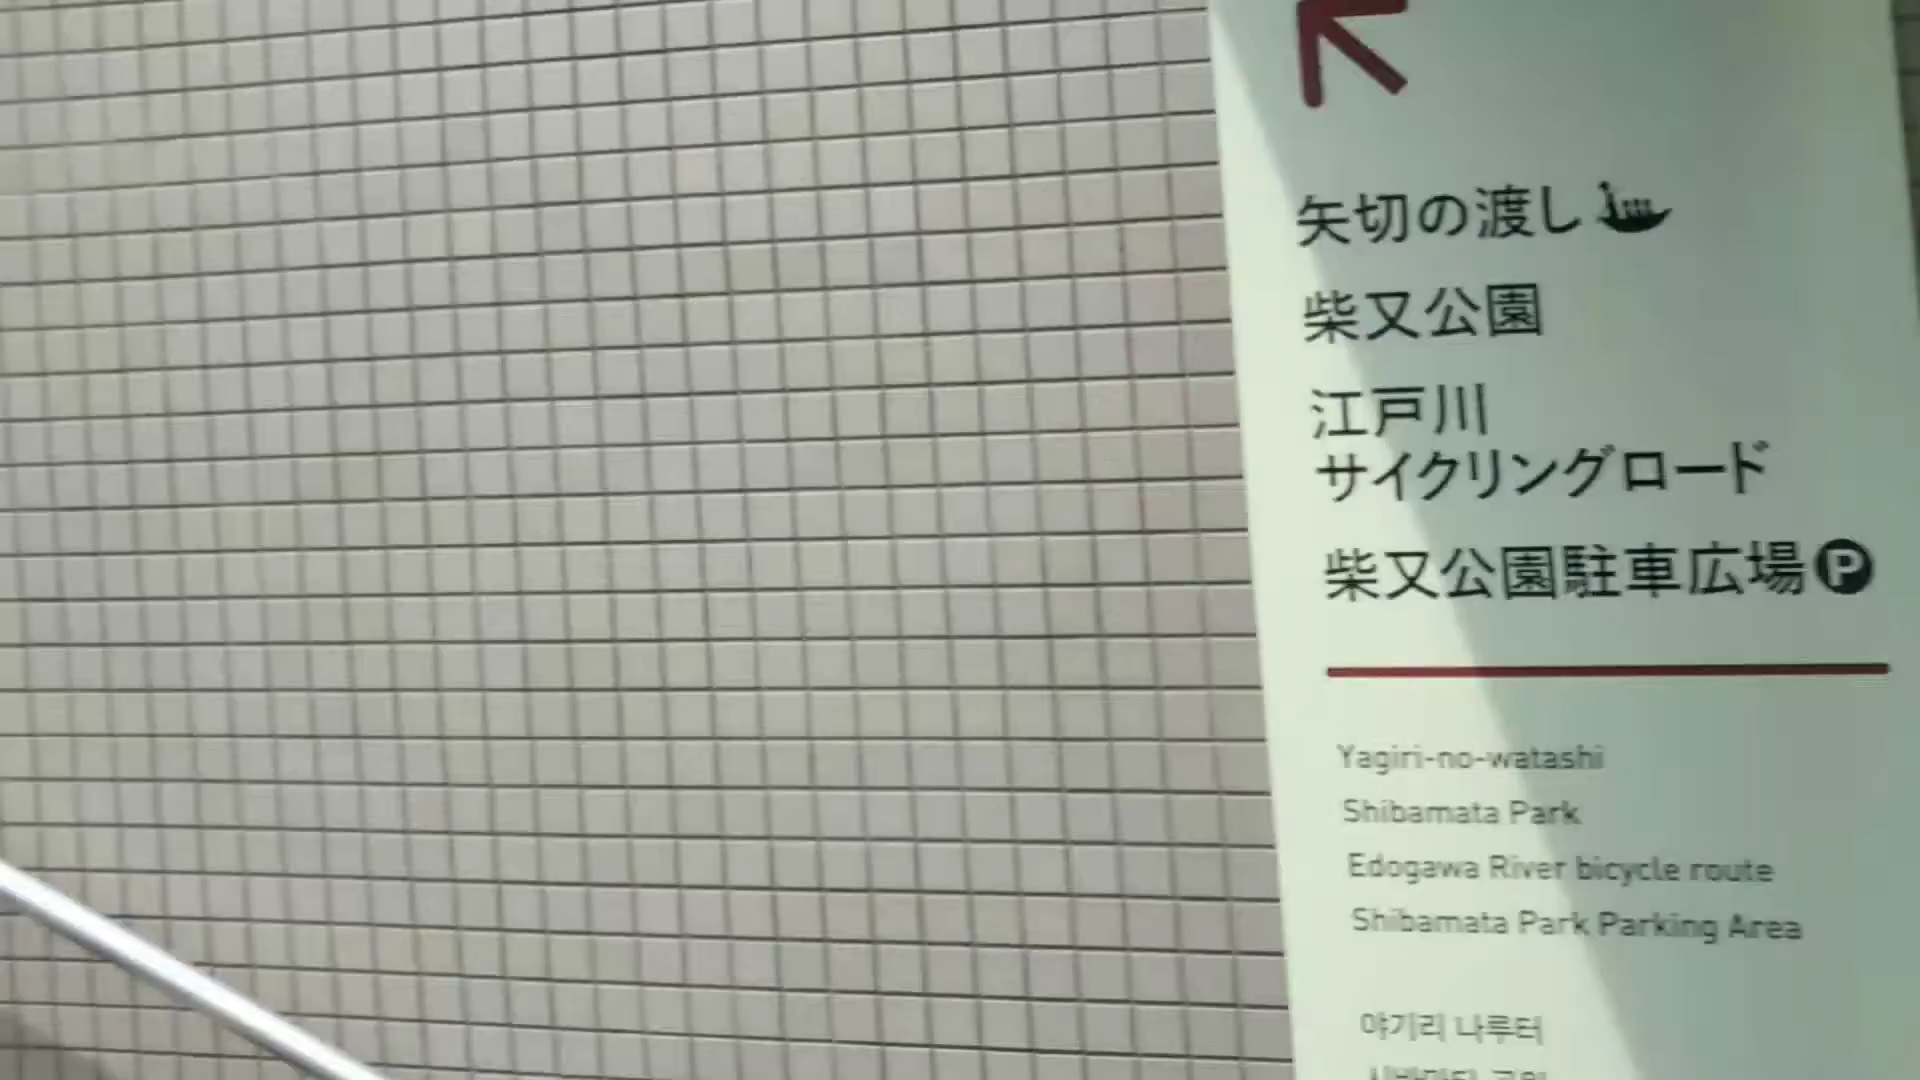 矢切の渡し
柴又公園
江戸川
サイクリングロード
柴又公園駐車広場 P
Yagiri-no-watashi
Shibamata Park
Edogawa River bicycle route
Shibamata Park Parking Area
야기리 나루터